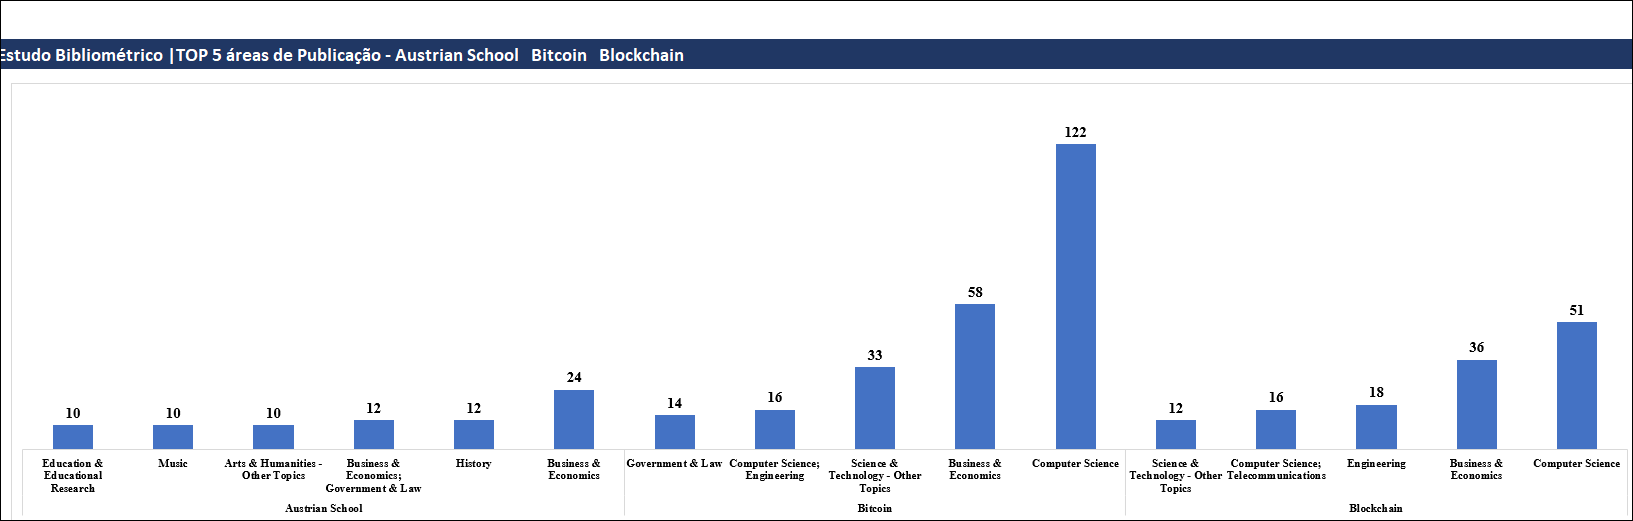 Estudo Bibliométrico |TOP 5 áreas de Publicação - Austrian School Bitcoin Blockchain
122
58
51
33
36
24
10
10
10
12
12
14
16
12
16
18
Education &
Educational
Research
Music
Arts & Humanities -
Other Topics
Business &
Economics;
Government & Law
History
Business &
Economics
Government & Law
Computer Science;
Engineering
Science &
Technology - Other
Topics
Business &
Economics
Computer Science
Science &
Technology - Other
Topics
Computer Science;
Telecommunications
Engineering
Business &
Economics
Computer Science
Austrian School
Bitcoin
Blockchain